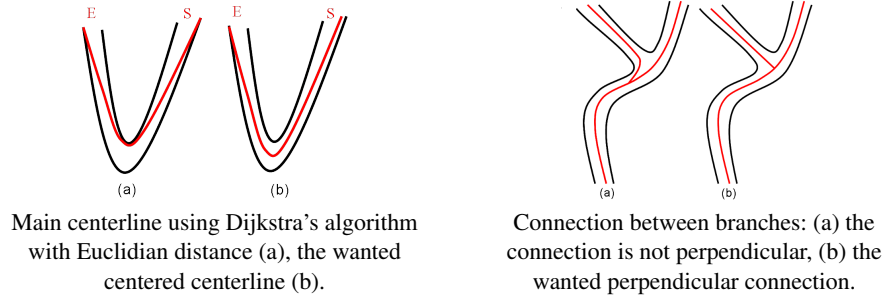 E S E S
(a) (b)
Main centerline using Dijkstra's algorithm
with Euclidian distance (a), the wanted
centered centerline (b).
(a) (b)
Connection between branches: (a) the
connection is not perpendicular, (b) the
wanted perpendicular connection.